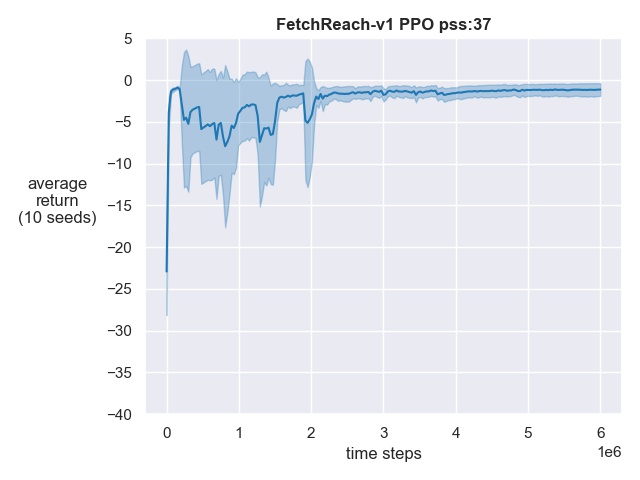 FetchReach-v1 PPO pss:37
5
0
−5
−10
−15
−20
−25
−30
−35
−40
average
return
(10 seeds)
0 1 2 3 4 5 6
1e6
time steps